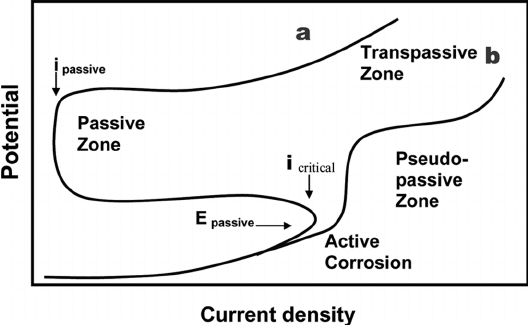 a
i passive
Transpassive
Zone
b
Passive
Zone
Potential
i critical
Pseudo-
passive
Zone
E passive
Active
Corrosion
Current density